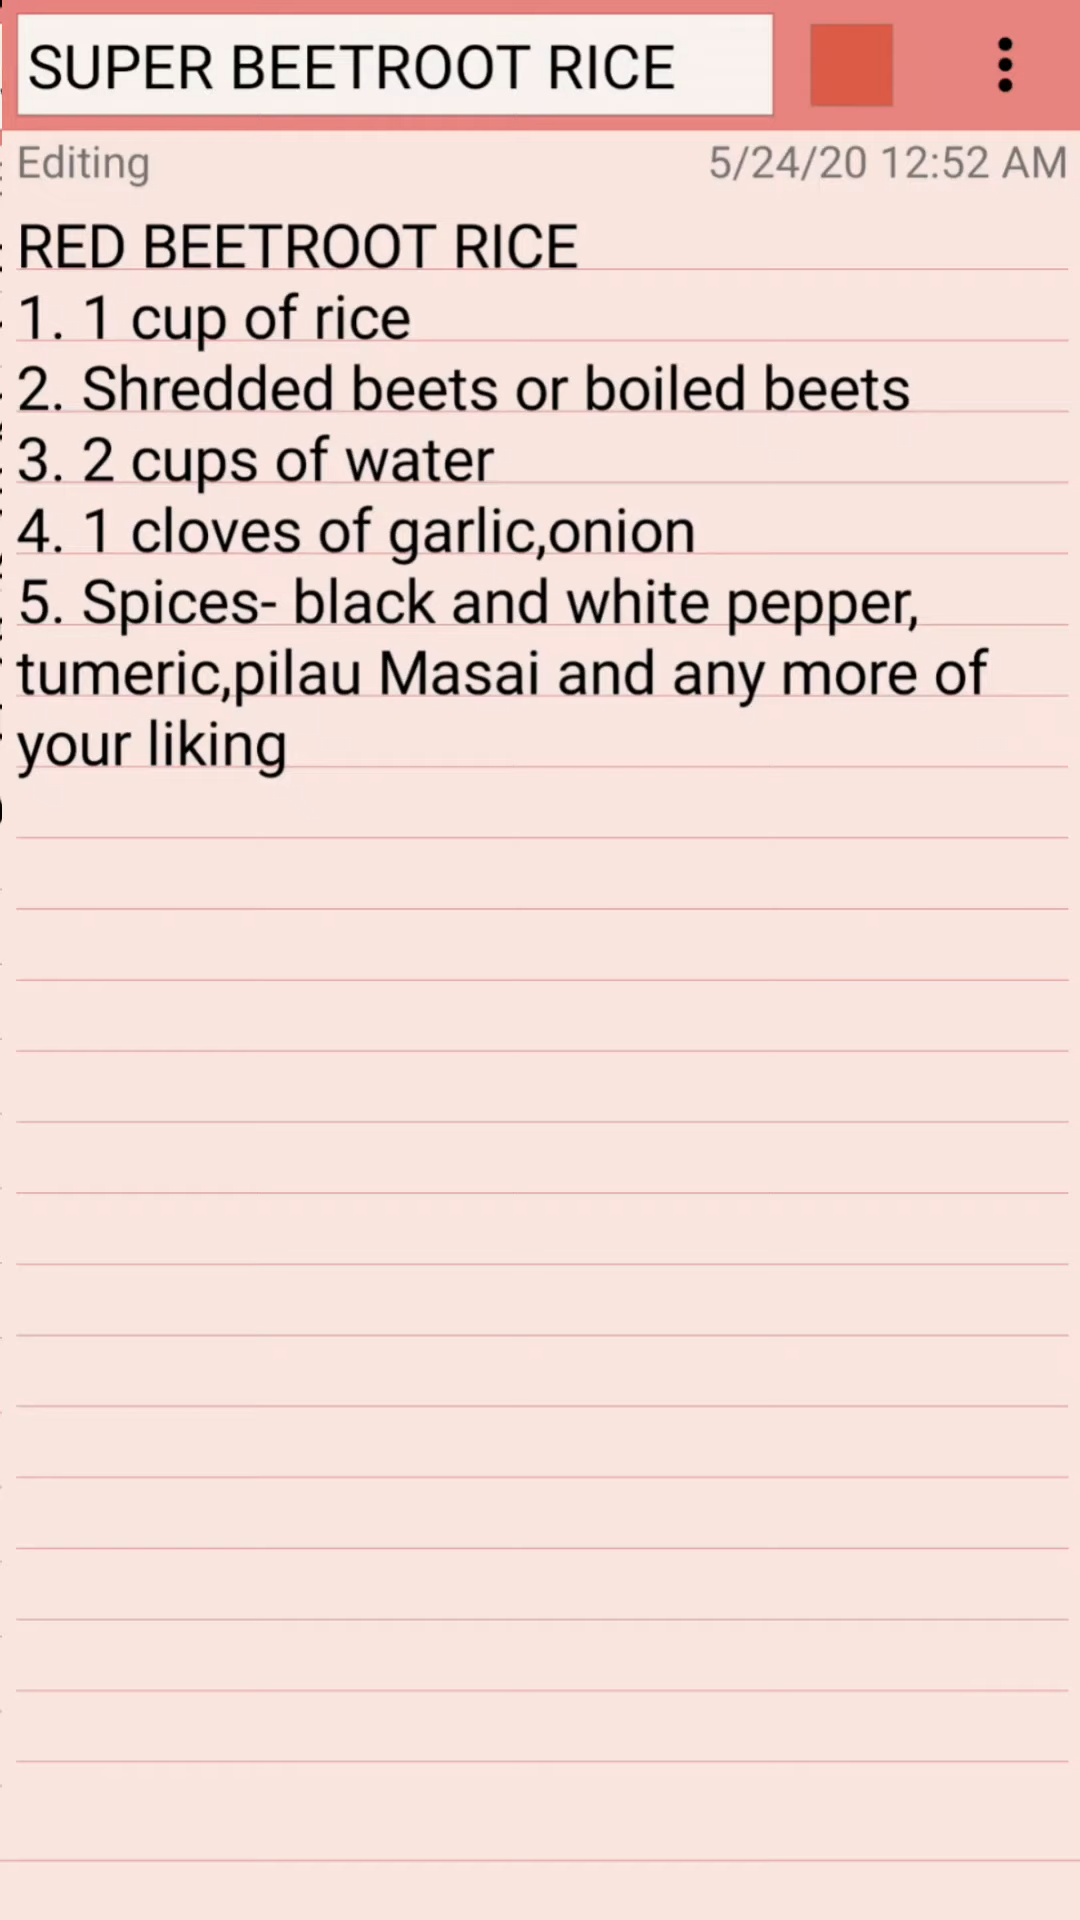 SUPER BEETROOT RICE
Editing 5/24/20 12:52 AM
RED BEETROOT RICE
1. 1 cup of rice
2. Shredded beets or boiled beets
3. 2 cups of water
4. 1 cloves of garlic,onion
5. Spices- black and white pepper,
tumeric,pilau Masai and any more of
your liking